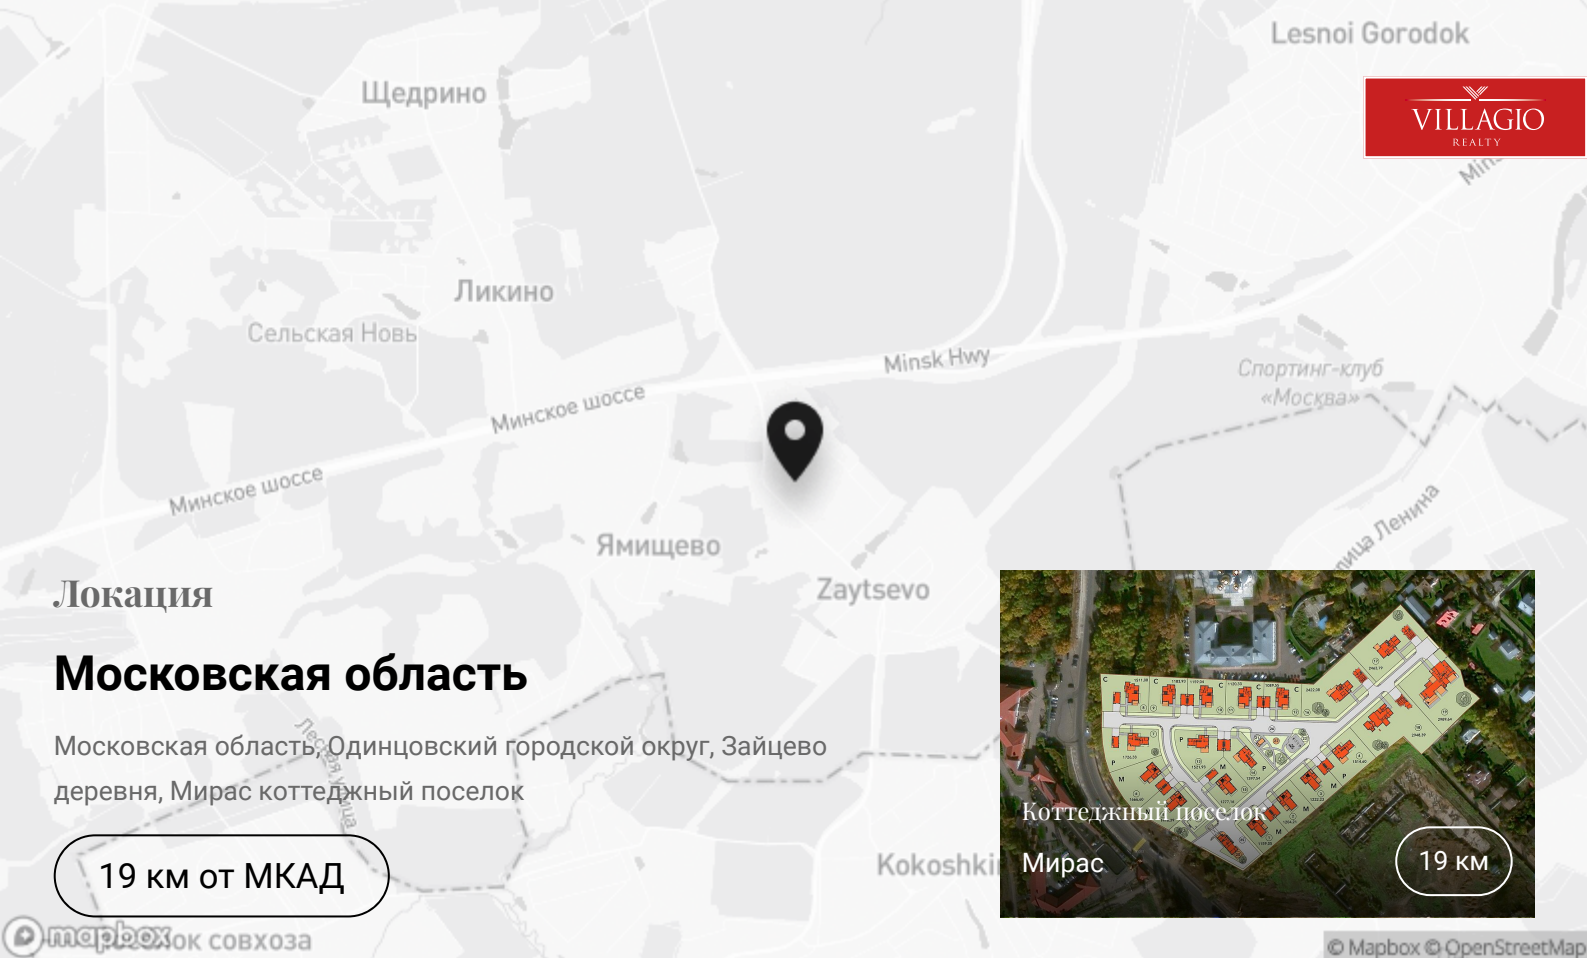 Lesnoi Gorodok
Щедрино
VILLAGIO
REALTY
Ликино
Сельская Новь
Minsk Hwy
Спортинг-клуб
«Москва»
Минское шоссе
Минское шоссе
Ямищево
Zaytsevo
Локация
Московская область
Московская область, Одинцовский городской округ, Зайцево
деревня, Мирас коттеджный поселок
19 км от МКАД
Kokoshkin
Коттеджный поселок
Мирас
19 км
mapbox
совхоза
© Mapbox © OpenStreetMap